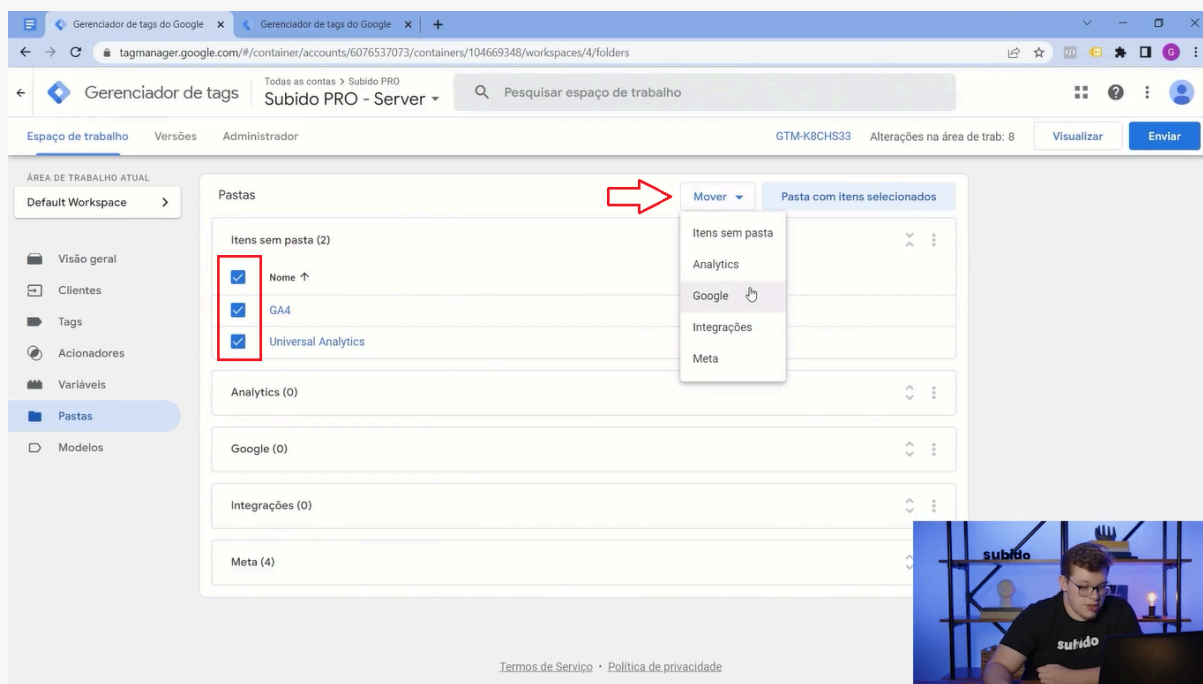 Gerenciador de tags do Google
Gerenciador de tags do Google
tagmanager.google.com/#/container/accounts/6076537073/containers/104669348/workspaces/4/folders
G
Gerenciador de tags
Todas as contas > Subido PRO
Subido PRO - Server
Pesquisar espaço de trabalho
Espaço de trabalho
Versões
Administrador
GTM-K8CHS33
Alterações na área de trab: 8
Visualizar
Enviar
ÁREA DE TRABALHO ATUAL
Default Workspace
Visão geral
Clientes
Tags
Acionadores
Variáveis
Pastas
Modelos
Pastas
Mover
Pasta com itens selecionados
Itens sem pasta
Analytics
Google
Integrações
Meta
Itens sem pasta (2)
Nome
GA4
Universal Analytics
Analytics (0)
Google (0)
Integrações (0)
Meta (4)
subido
subido
Termos de Serviço • Política de privacidade